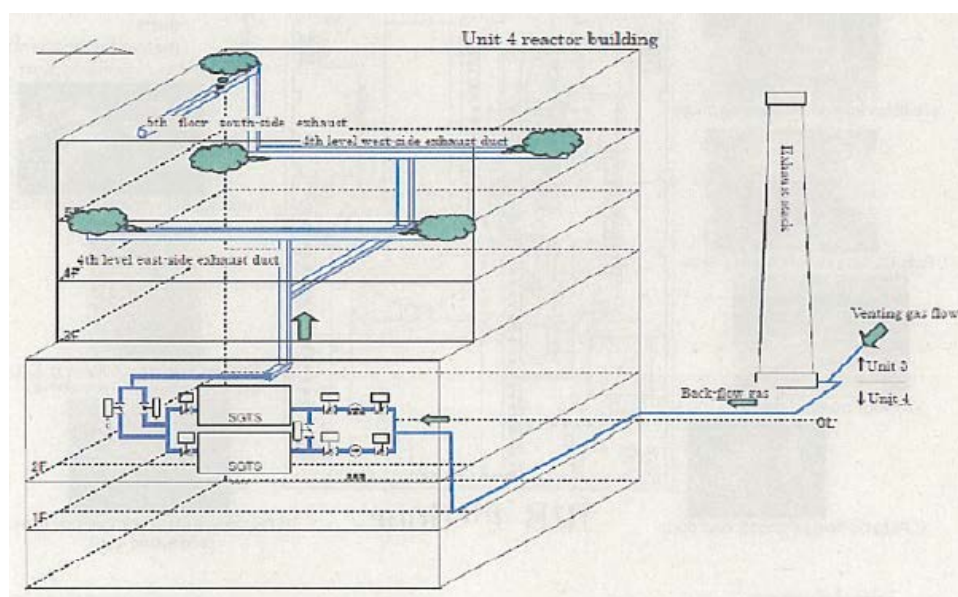 Unit 4 reactor building
5th floor south-side exhaust
5th level west-side exhaust duct
Exhaust stack
5F
4th level east-side exhaust duct
4F
3F
Venting gas flow
Unit 3
Back-flow gas
Unit 4
SGTS
SGTS
2F
1F